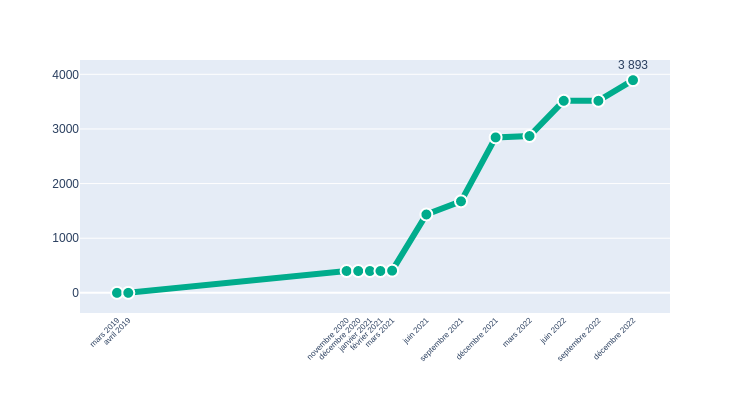 3 893
4000
3000
2000
1000
0
mars 2019
avril 2019
novembre 2020
décembre 2020
janvier 2021
février 2021
mars 2021
juin 2021
septembre 2021
décembre 2021
mars 2022
juin 2022
septembre 2022
décembre 2022